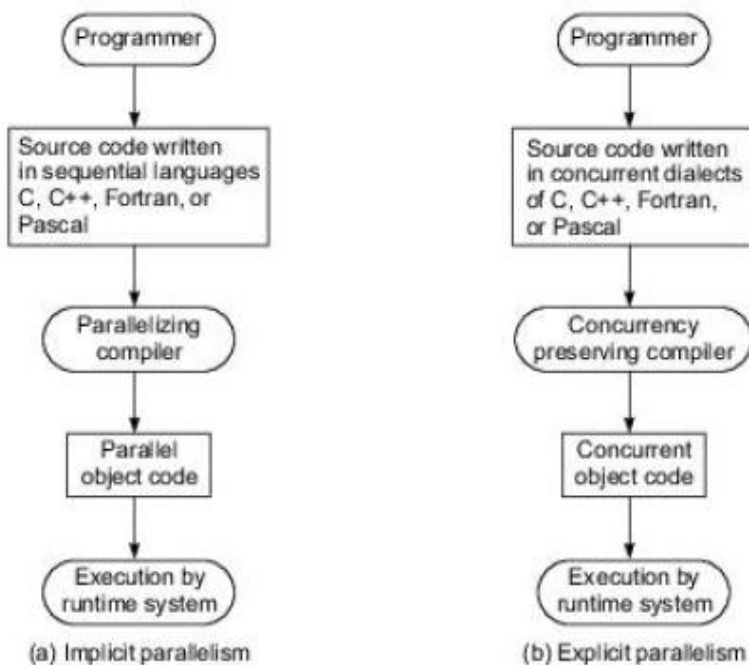 Programmer
Source code written
in sequential languages
C, C++, Fortran, or
Pascal
Parallelizing
compiler
Parallel
object code
Execution by
runtime system
(a) Implicit parallelism
Programmer
Source code written
in concurrent dialects
of C, C++, Fortran,
or Pascal
Concurrency
preserving compiler
Concurrent
object code
Execution by
runtime system
(b) Explicit parallelism